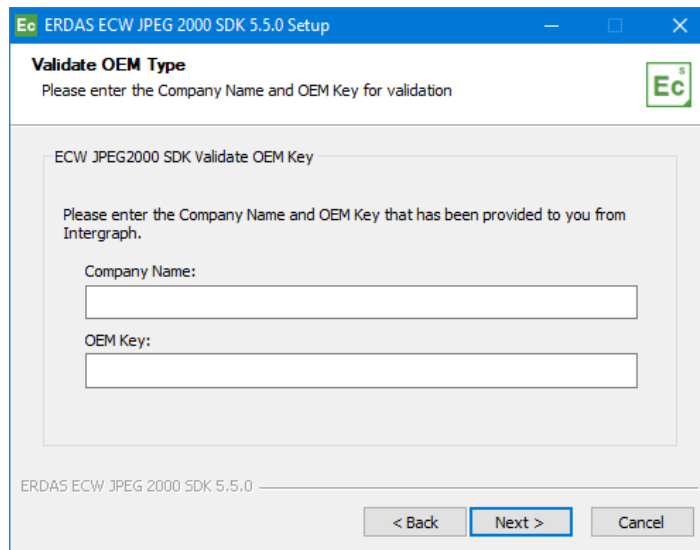 Ec ERDAS ECW JPEG 2000 SDK 5.5.0 Setup
Validate OEM Type
Please enter the Company Name and OEM Key for validation
S
Ec
ECW JPEG2000 SDK Validate OEM Key
Please enter the Company Name and OEM Key that has been provided to you from
Intergraph.
Company Name:
OEM Key:
ERDAS ECW JPEG 2000 SDK 5.5.0
< Back Next > Cancel